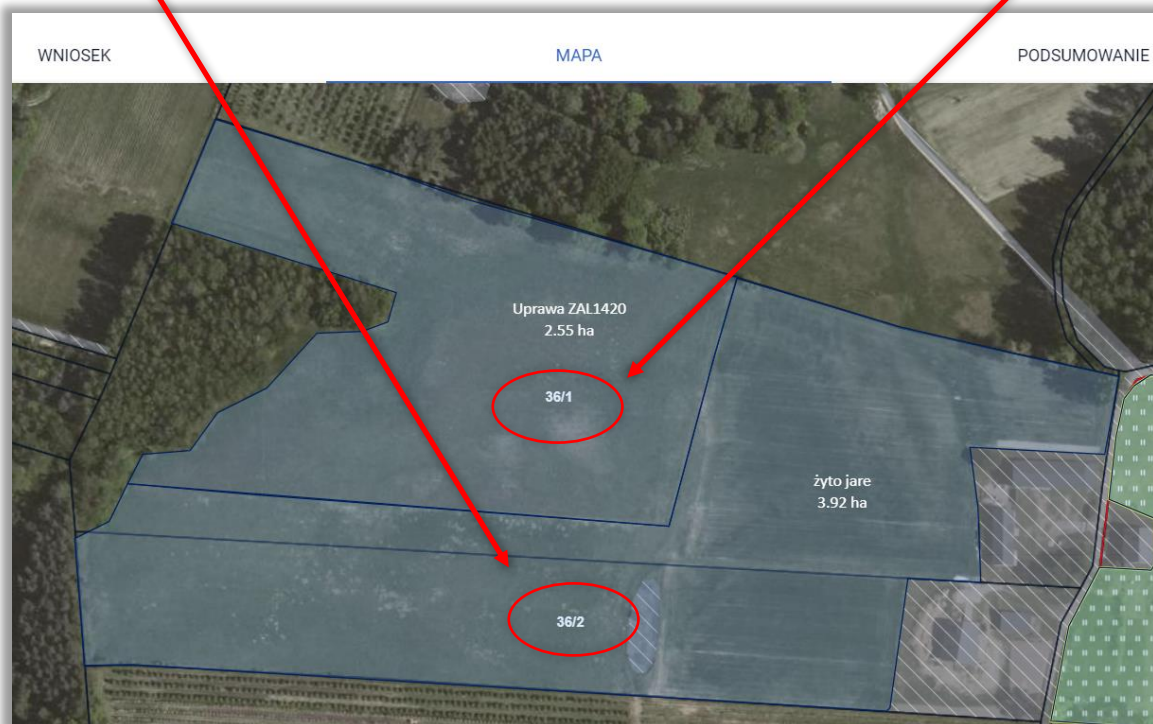 WNIOSEK
MAPA
PODSUMOWANIE
Uprawa ZAL1420
2.55 ha
36/1
żyto jare
3.92 ha
36/2